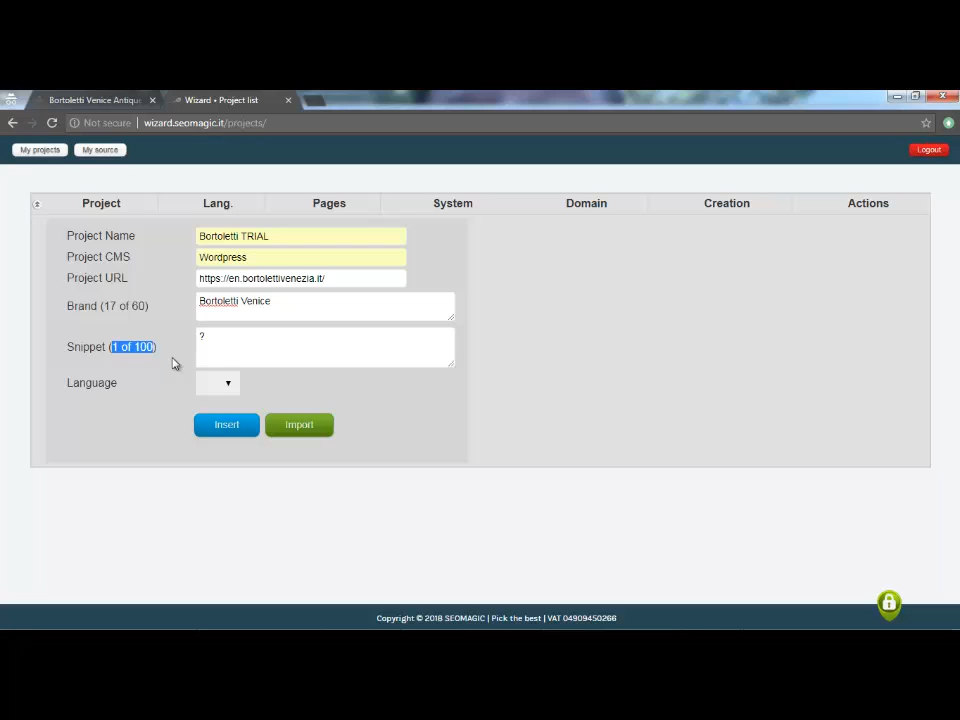 Bortoletti Venice Antique
Wizard • Project list
Not secure | wizard.seomagic.it/projects/
My projects My source Logout
Project Lang. Pages System Domain Creation Actions
Project Name Bortoletti TRIAL
Project CMS Wordpress
Project URL https://en.bortolettivenezia.it/
Brand (17 of 60) Bortoletti Venice
Snippet (1 of 100) ?
Language
Insert Import
Copyright © 2018 SEOMAGIC | Pick the best | VAT 04909450266